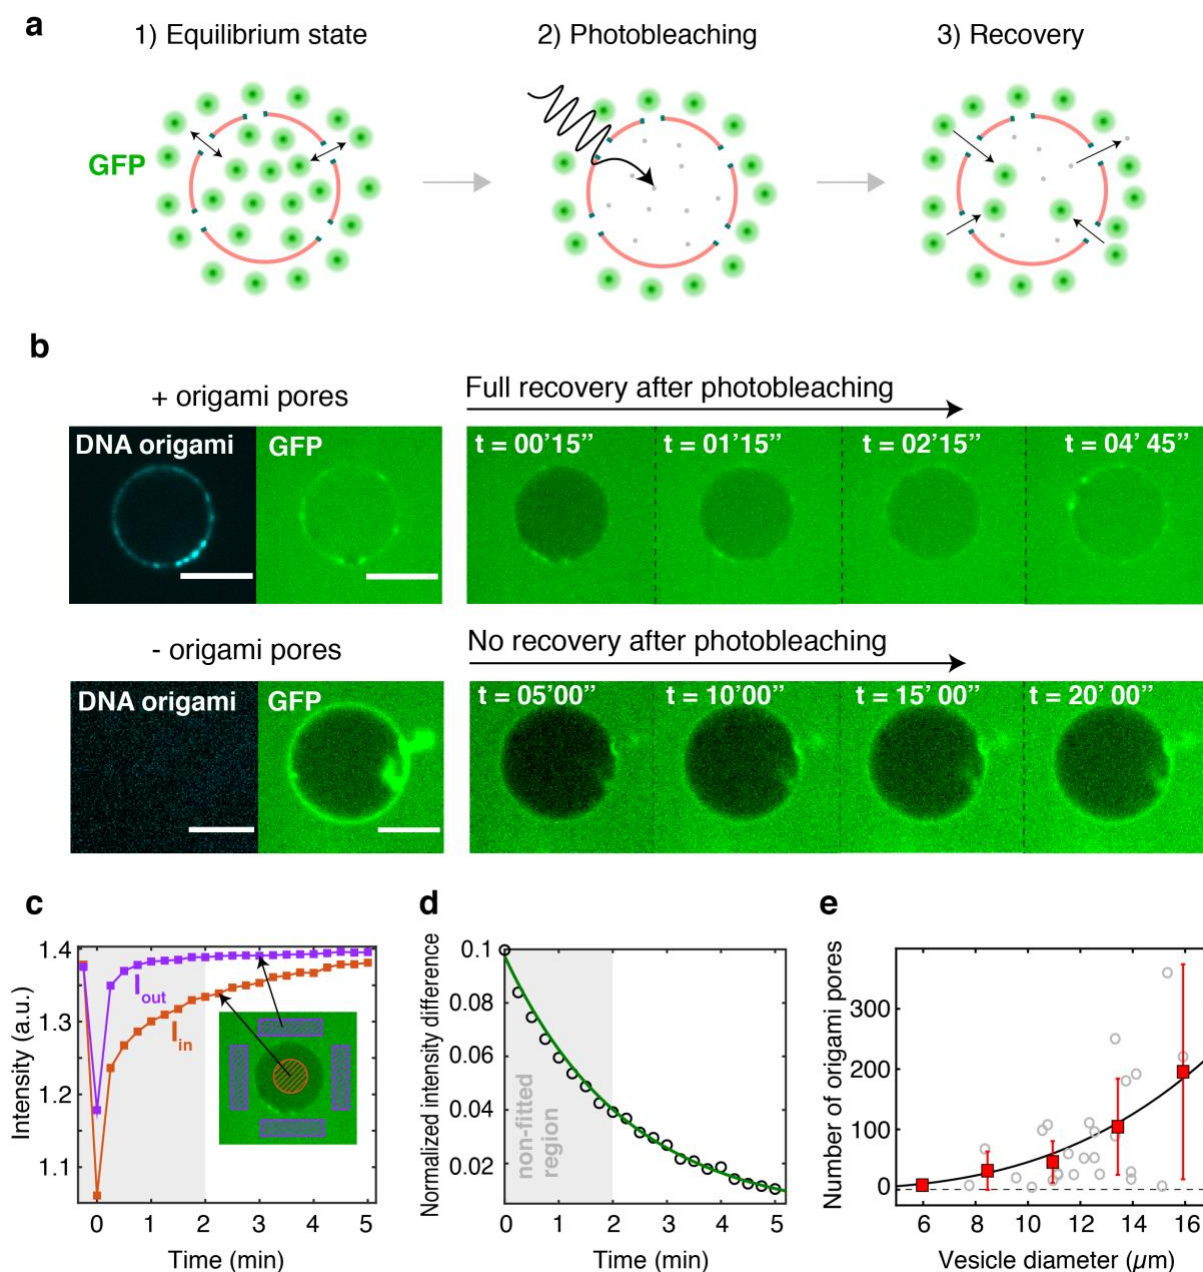 a
1) Equilibrium state
2) Photobleaching
3) Recovery
GFP
b
+ origami pores
Full recovery after photobleaching
DNA origami
GFP
t = 00'15’’
t = 01'15’’
t = 02'15’’
t = 04’ 45’’
- origami pores
No recovery after photobleaching
DNA origami
GFP
t = 05'00’’
t = 10'00’’
t = 15’ 00’’
t = 20’ 00’’
c
Intensity (a.u.)
1.4
1.3
1.2
1.1
I out
I in
0 1 2 3 4 5
Time (min)
d
Normalized intensity difference
0.1
0.08
0.06
0.04
0.02
non-fitted
region
0 1 2 3 4 5
Time (min)
e
Number of origami pores
300
200
100
0
6 8 10 12 14 16
Vesicle diameter (µm)